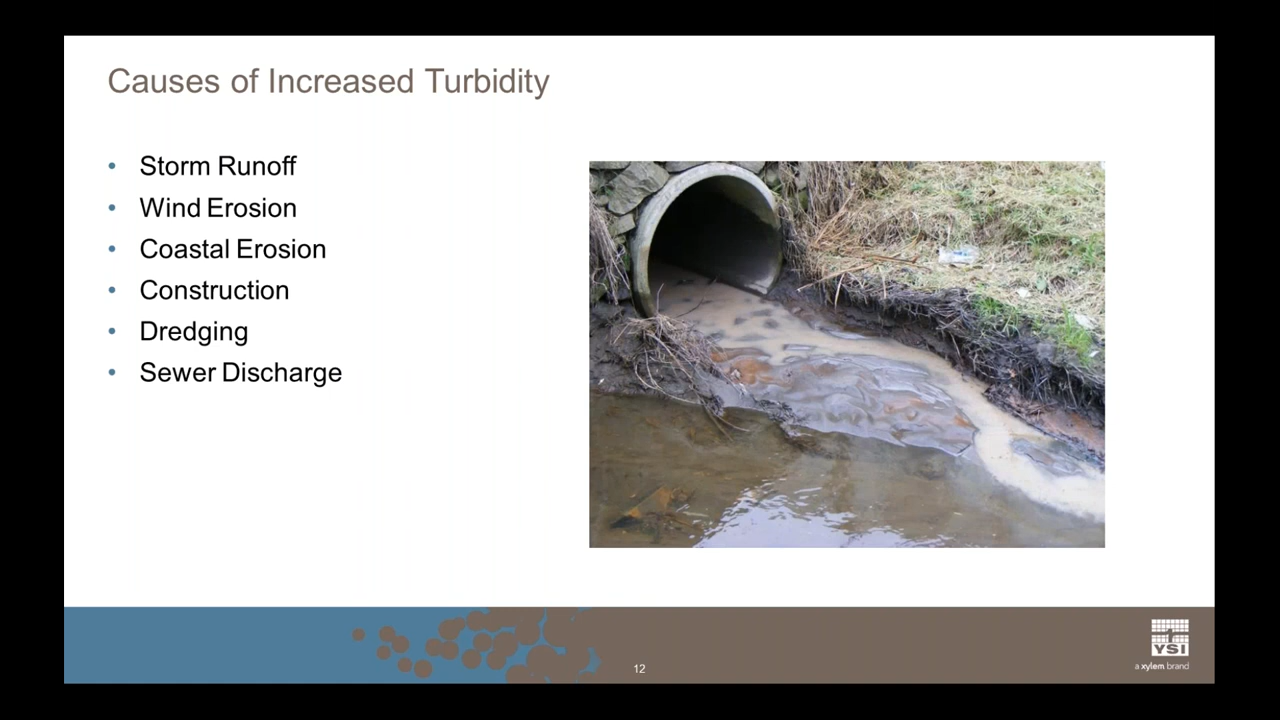 Causes of Increased Turbidity
• Storm Runoff
• Wind Erosion
• Coastal Erosion
• Construction
• Dredging
• Sewer Discharge
12
YSI
a xylem brand